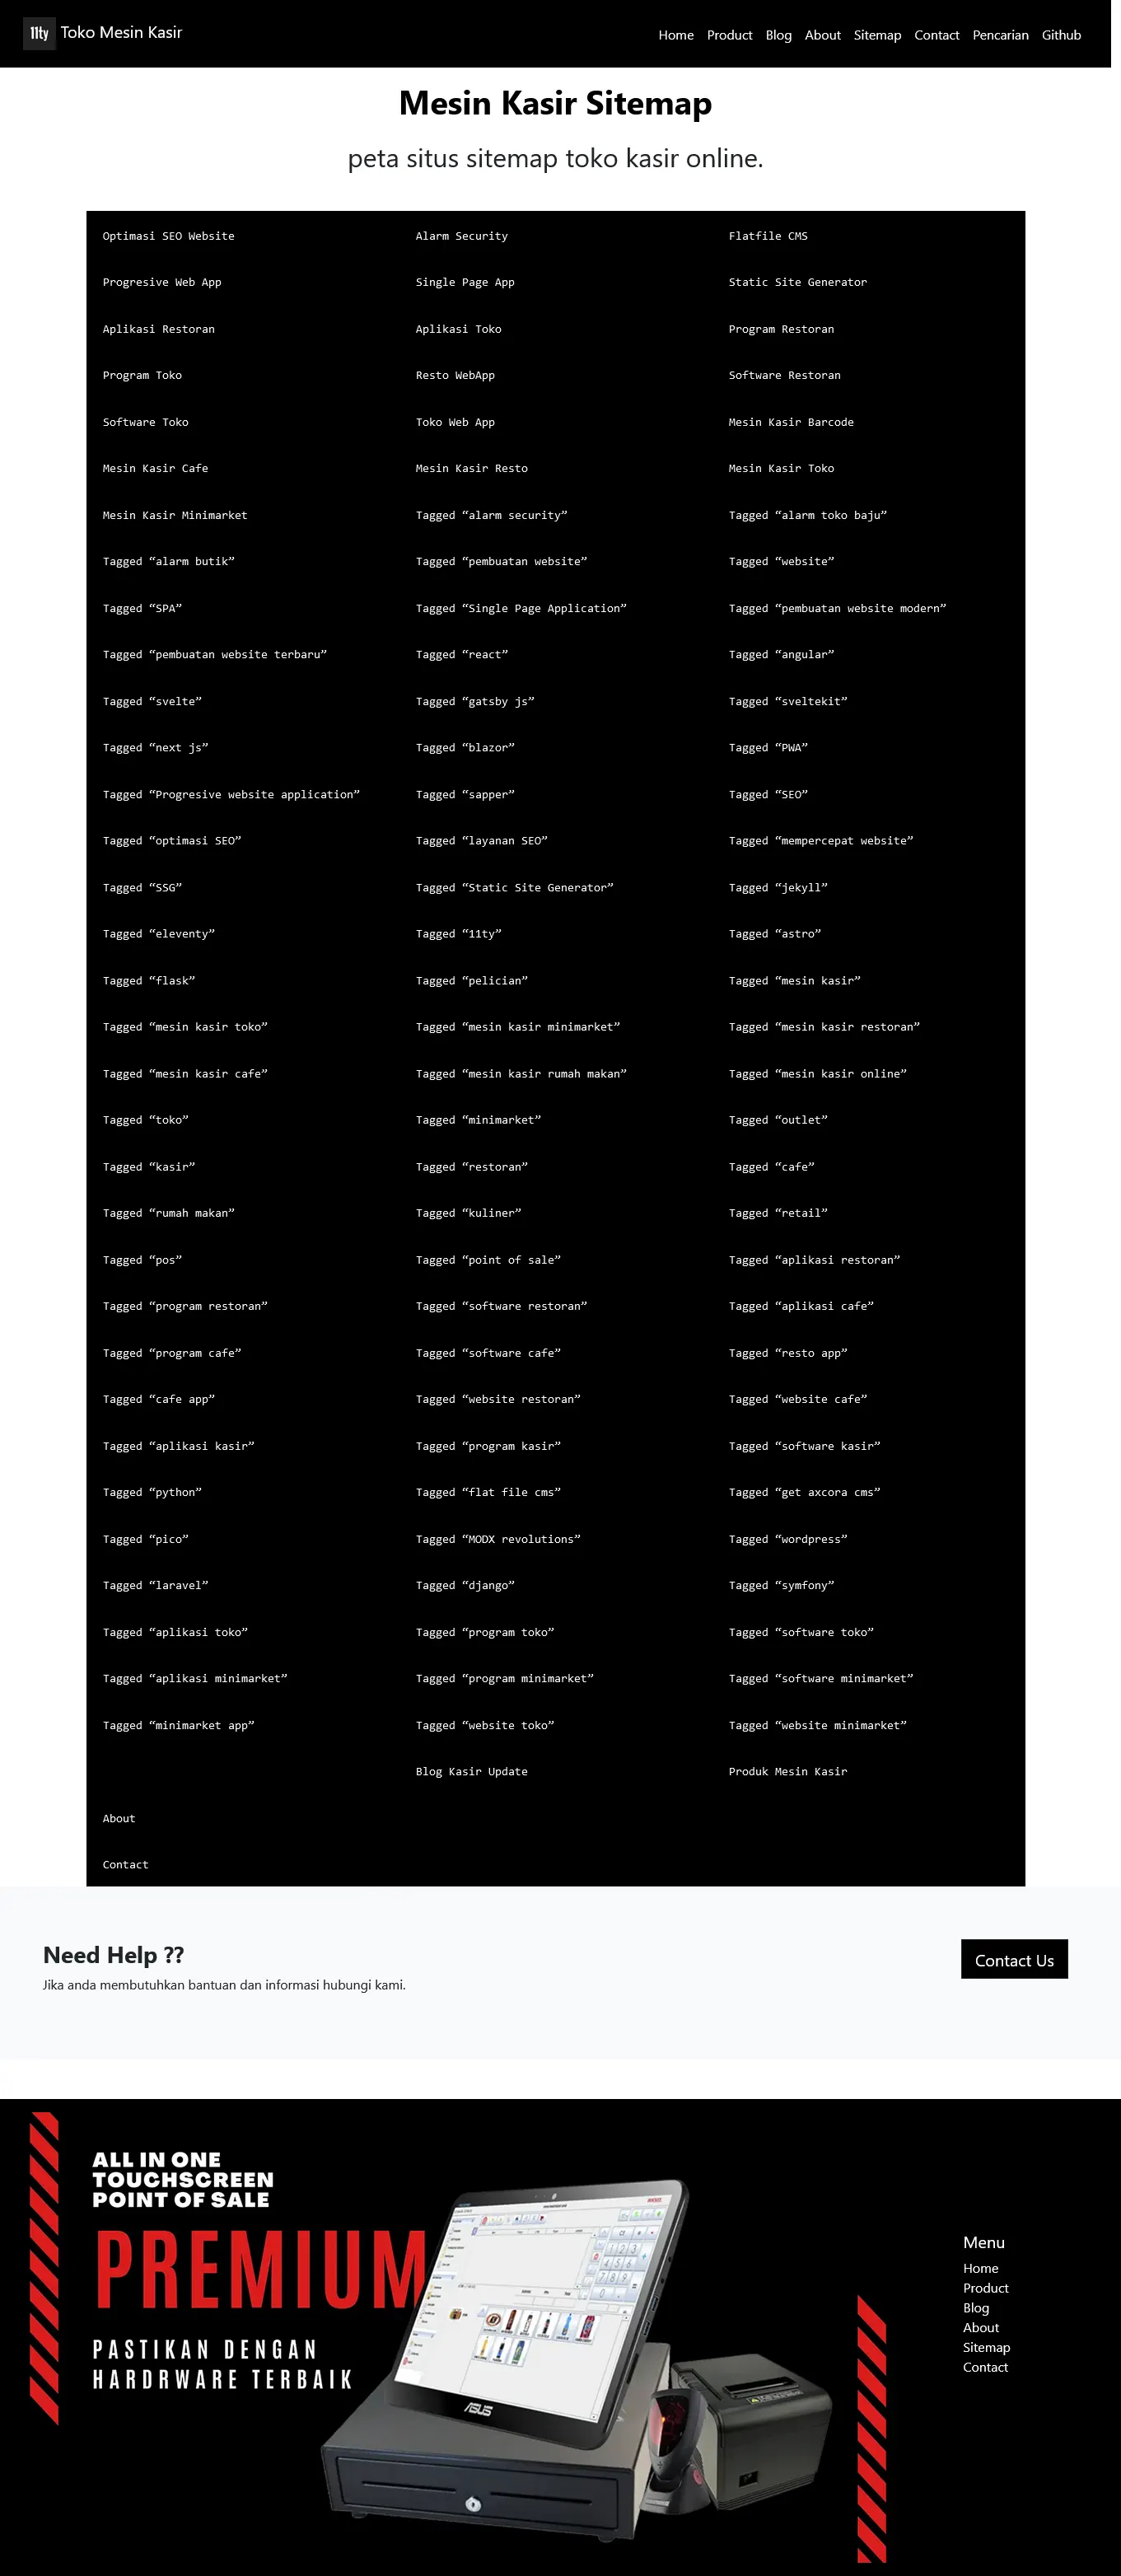 11ty Toko Mesin Kasir
Home Product Blog About Sitemap Contact Pencarian Github
Mesin Kasir Sitemap
peta situs sitemap toko kasir online.
Optimasi SEO Website Alarm Security Flatfile CMS
Progresive Web App Single Page App Static Site Generator
Aplikasi Restoran Aplikasi Toko Program Restoran
Program Toko Resto WebApp Software Restoran
Software Toko Toko Web App Mesin Kasir Barcode
Mesin Kasir Cafe Mesin Kasir Resto Mesin Kasir Toko
Mesin Kasir Minimarket Tagged “alarm security” Tagged “alarm toko baju”
Tagged “alarm butik” Tagged “pembuatan website” Tagged “website”
Tagged “SPA” Tagged “Single Page Application” Tagged “pembuatan website modern”
Tagged “pembuatan website terbaru” Tagged “react” Tagged “angular”
Tagged “svelte” Tagged “gatsby js” Tagged “sveltekit”
Tagged “next js” Tagged “blazor” Tagged “PWA”
Tagged “Progresive website application” Tagged “sapper” Tagged “SEO”
Tagged “optimasi SEO” Tagged “layanan SEO” Tagged “mempercepat website”
Tagged “SSG” Tagged “Static Site Generator” Tagged “jekyll”
Tagged “eleventy” Tagged “11ty” Tagged “astro”
Tagged “flask” Tagged “pelician” Tagged “mesin kasir”
Tagged “mesin kasir toko” Tagged “mesin kasir minimarket” Tagged “mesin kasir restoran”
Tagged “mesin kasir cafe” Tagged “mesin kasir rumah makan” Tagged “mesin kasir online”
Tagged “toko” Tagged “minimarket” Tagged “outlet”
Tagged “kasir” Tagged “restoran” Tagged “cafe”
Tagged “rumah makan” Tagged “kuliner” Tagged “retail”
Tagged “pos” Tagged “point of sale” Tagged “aplikasi restoran”
Tagged “program restoran” Tagged “software restoran” Tagged “aplikasi cafe”
Tagged “program cafe” Tagged “software cafe” Tagged “resto app”
Tagged “cafe app” Tagged “website restoran” Tagged “website cafe”
Tagged “aplikasi kasir” Tagged “program kasir” Tagged “software kasir”
Tagged “python” Tagged “flat file cms” Tagged “get axcora cms”
Tagged “pico” Tagged “MODX revolutions” Tagged “wordpress”
Tagged “laravel” Tagged “django” Tagged “symfony”
Tagged “aplikasi toko” Tagged “program toko” Tagged “software toko”
Tagged “aplikasi minimarket” Tagged “program minimarket” Tagged “software minimarket”
Tagged “minimarket app” Tagged “website toko” Tagged “website minimarket”
Blog Kasir Update Produk Mesin Kasir
About
Contact
Need Help ??
Jika anda membutuhkan bantuan dan informasi hubungi kami.
Contact Us
ALL IN ONE
TOUCHSCREEN
POINT OF SALE
PREMIUM
PASTIKAN DENGAN
HARDRWARE TERBAIK
ASUS
Menu
Home
Product
Blog
About
Sitemap
Contact